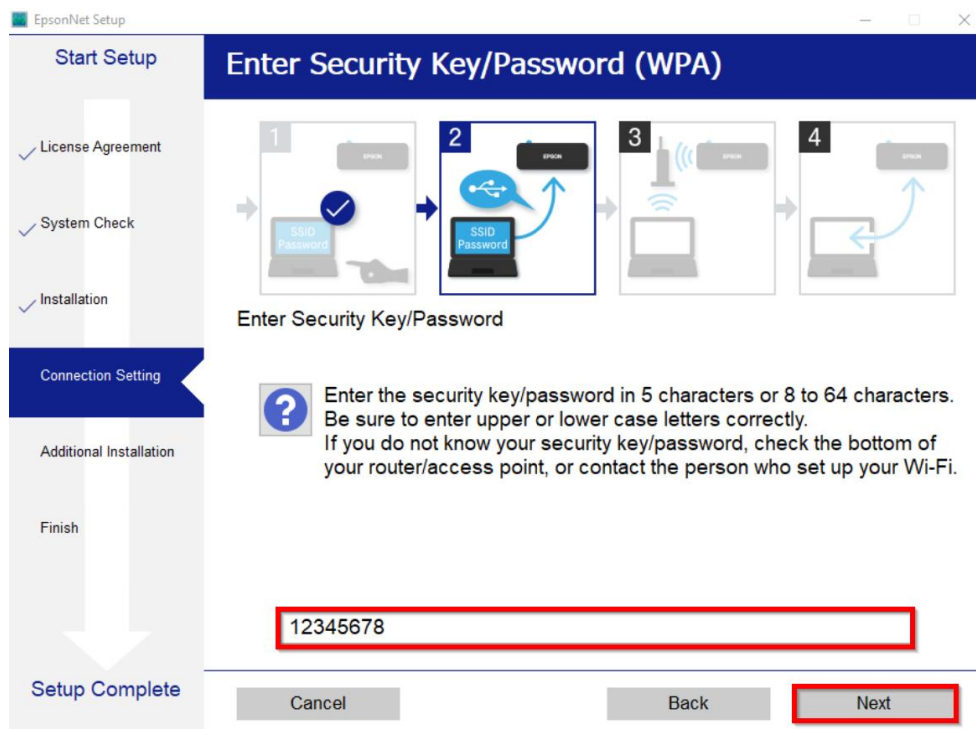 EpsonNet Setup
Start Setup
License Agreement
System Check
Installation
Connection Setting
Additional Installation
Finish
Setup Complete
Enter Security Key/Password (WPA)
1
EPSON
SSID
Password
2
EPSON
SSID
Password
3
EPSON
4
EPSON
Enter Security Key/Password
?
Enter the security key/password in 5 characters or 8 to 64 characters.
Be sure to enter upper or lower case letters correctly.
If you do not know your security key/password, check the bottom of
your router/access point, or contact the person who set up your Wi-Fi.
12345678
Cancel
Back
Next